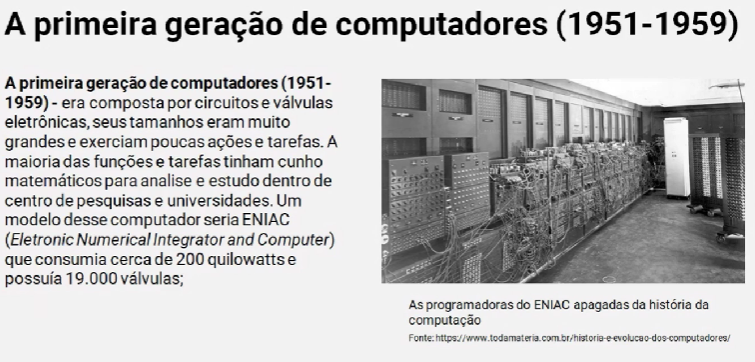 A primeira geração de computadores (1951-1959)
A primeira geração de computadores (1951-
1959) - era composta por circuitos e válvulas
eletrônicas, seus tamanhos eram muito
grandes e exerciam poucas ações e tarefas. A
maioria das funções e tarefas tinham cunho
matemáticos para analise e estudo dentro de
centro de pesquisas e universidades. Um
modelo desse computador seria ENIAC
(Eletronic Numerical Integrator and Computer)
que consumia cerca de 200 quilowatts e
possuía 19.000 válvulas;
As programadoras do ENIAC apagadas da história da
computação
Fonte: https://www.todamateria.com.br/historia-e-evolucao-dos-computadores/